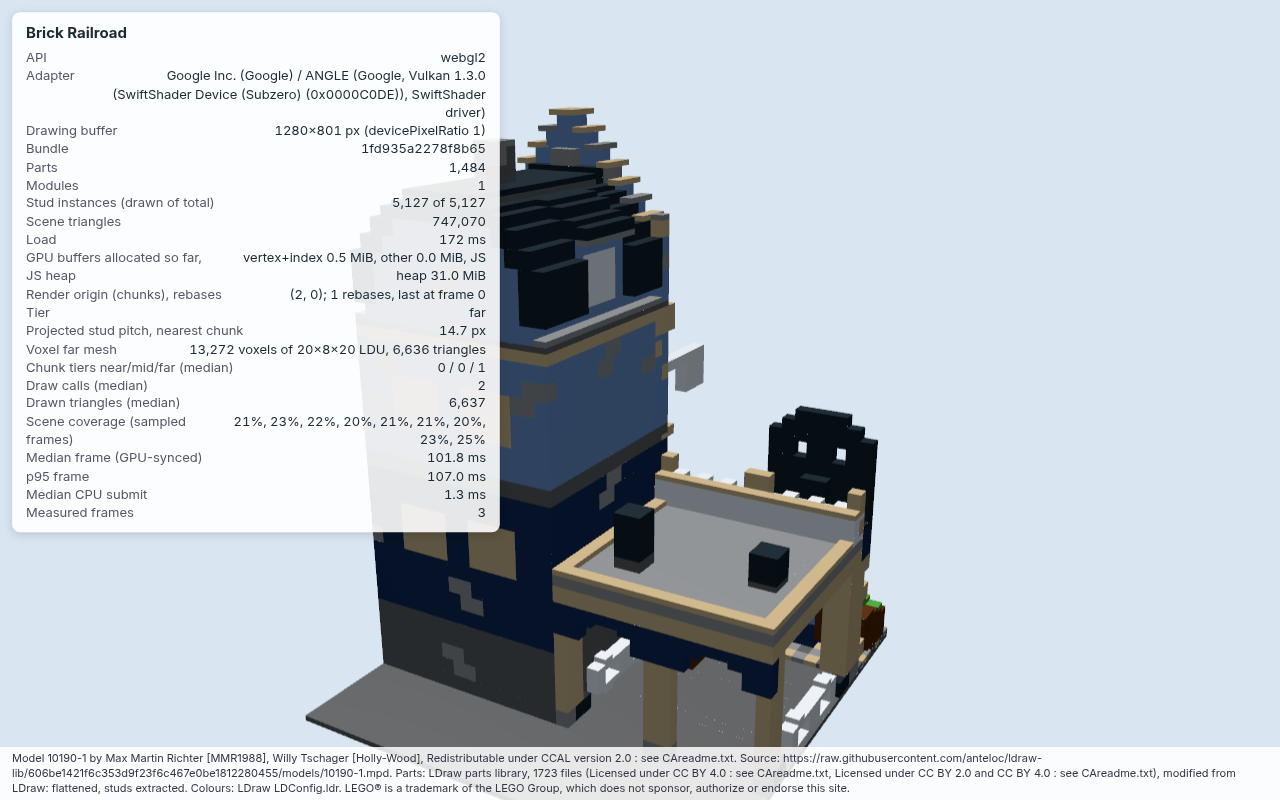 Brick Railroad
API webgl2
Adapter Google Inc. (Google) / ANGLE (Google, Vulkan 1.3.0
(SwiftShader Device (Subzero) (0x0000C0DE)), SwiftShader
driver)
Drawing buffer 1280×801 px (devicePixelRatio 1)
Bundle 1fd935a2278f8b65
Parts 1,484
Modules 1
Stud instances (drawn of total) 5,127 of 5,127
Scene triangles 747,070
Load 172 ms
GPU buffers allocated so far, vertex+index 0.5 MiB, other 0.0 MiB, JS
JS heap heap 31.0 MiB
Render origin (chunks), rebases (2, 0); 1 rebases, last at frame 0
Tier far
Projected stud pitch, nearest chunk 14.7 px
Voxel far mesh 13,272 voxels of 20×8×20 LDU, 6,636 triangles
Chunk tiers near/mid/far (median) 0 / 0 / 1
Draw calls (median) 2
Drawn triangles (median) 6,637
Scene coverage (sampled 21%, 23%, 22%, 20%, 21%, 21%, 20%,
frames) 23%, 25%
Median frame (GPU-synced) 101.8 ms
p95 frame 107.0 ms
Median CPU submit 1.3 ms
Measured frames 3
Model 10190-1 by Max Martin Richter [MMR1988], Willy Tschager [Holly-Wood], Redistributable under CCAL version 2.0 : see CAreadme.txt. Source: https://raw.githubusercontent.com/anteloc/ldraw-
lib/606be1421f6c353d9f23f6c467e0be1812280455/models/10190-1.mpd. Parts: LDraw parts library, 1723 files (Licensed under CC BY 4.0 : see CAreadme.txt, Licensed under CC BY 2.0 and CC BY 4.0 : see CAreadme.txt), modified from
LDraw: flattened, studs extracted. Colours: LDraw LDConfig.ldr. LEGO® is a trademark of the LEGO Group, which does not sponsor, authorize or endorse this site.